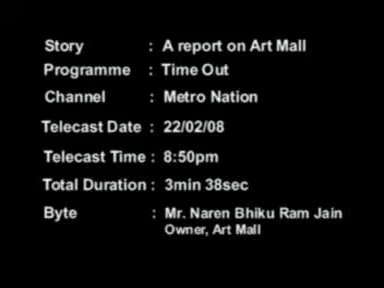 Story : A report on Art Mall
Programme : Time Out
Channel : Metro Nation
Telecast Date : 22/02/08
Telecast Time : 8:50pm
Total Duration : 3min 38sec
Byte : Mr. Naren Bhiku Ram Jain
Owner, Art Mall